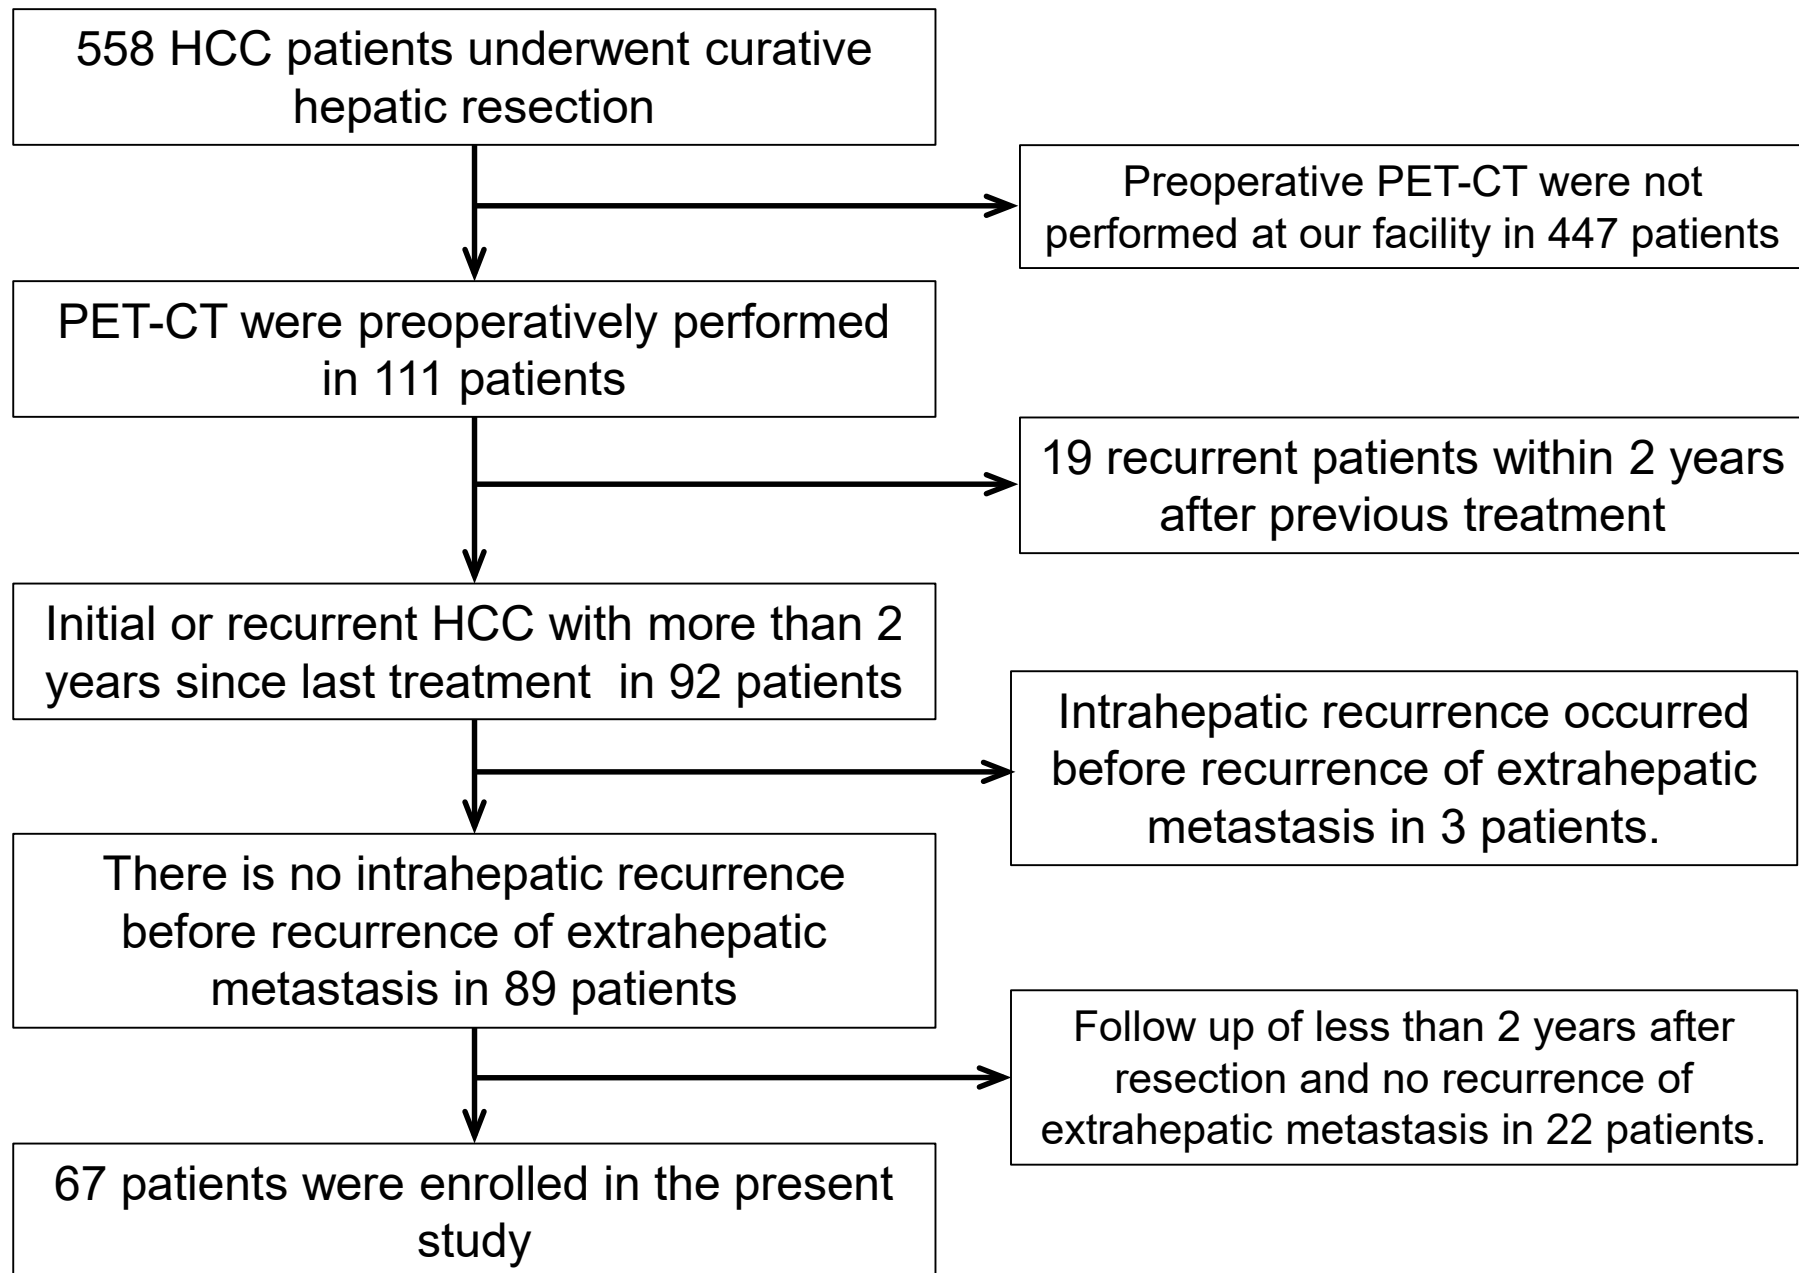 558 HCC patients underwent curative
hepatic resection
Preoperative PET-CT were not
performed at our facility in 447 patients
PET-CT were preoperatively performed
in 111 patients
19 recurrent patients within 2 years
after previous treatment
Initial or recurrent HCC with more than 2
years since last treatment  in 92 patients
Intrahepatic recurrence occurred
before recurrence of extrahepatic
metastasis in 3 patients.
There is no intrahepatic recurrence
before recurrence of extrahepatic
metastasis in 89 patients
Follow up of less than 2 years after
resection and no recurrence of
extrahepatic metastasis in 22 patients.
67 patients were enrolled in the present
study